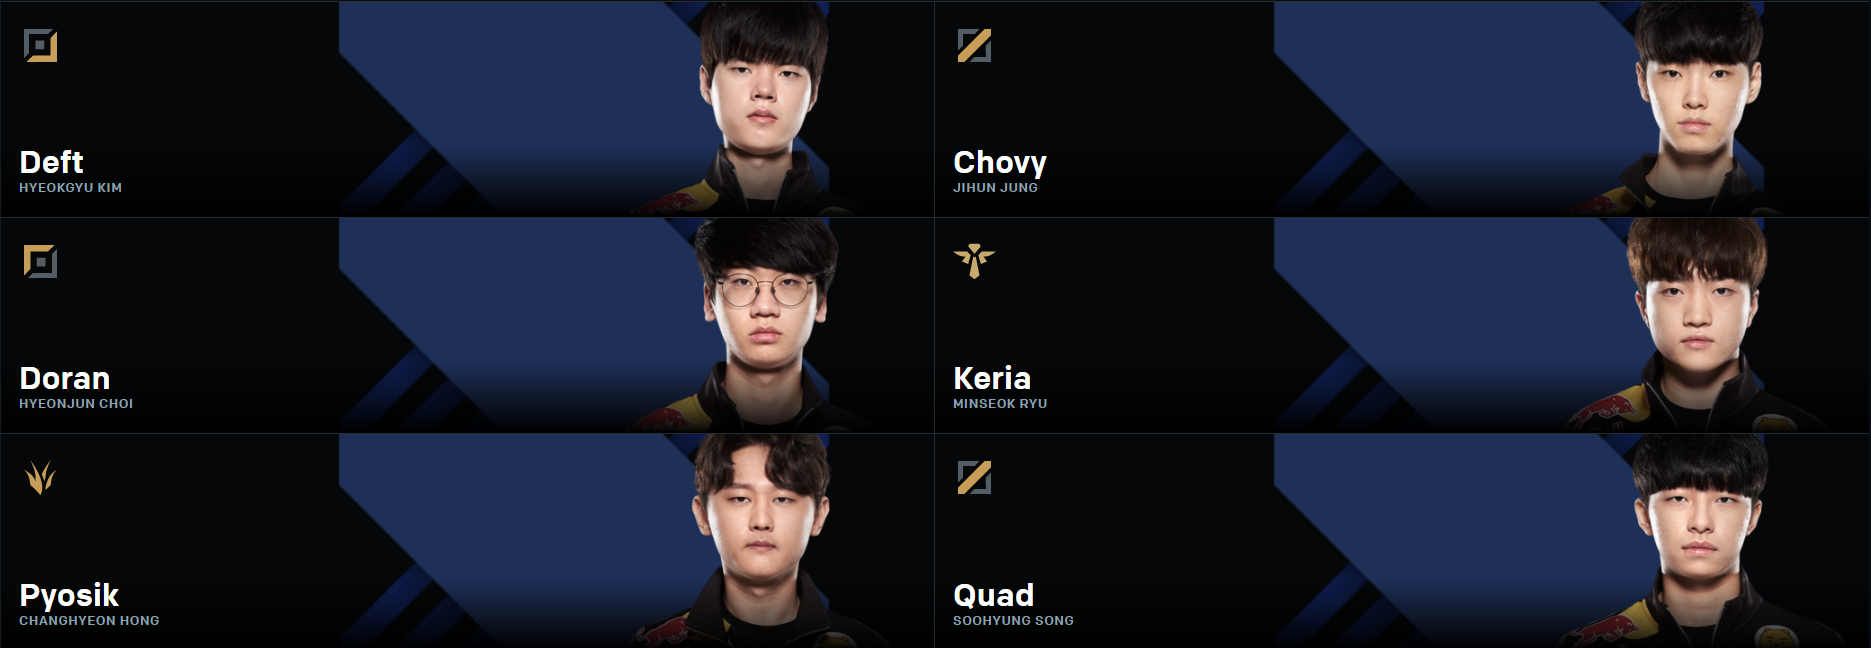 Deft
HYEOKGYU KIM
Chovy
JIHUN JUNG
Doran
HYEONJUN CHOI
Keria
MINSEOK RYU
Pyosik
CHANGHYEON HONG
Quad
SOOHYUNG SONG